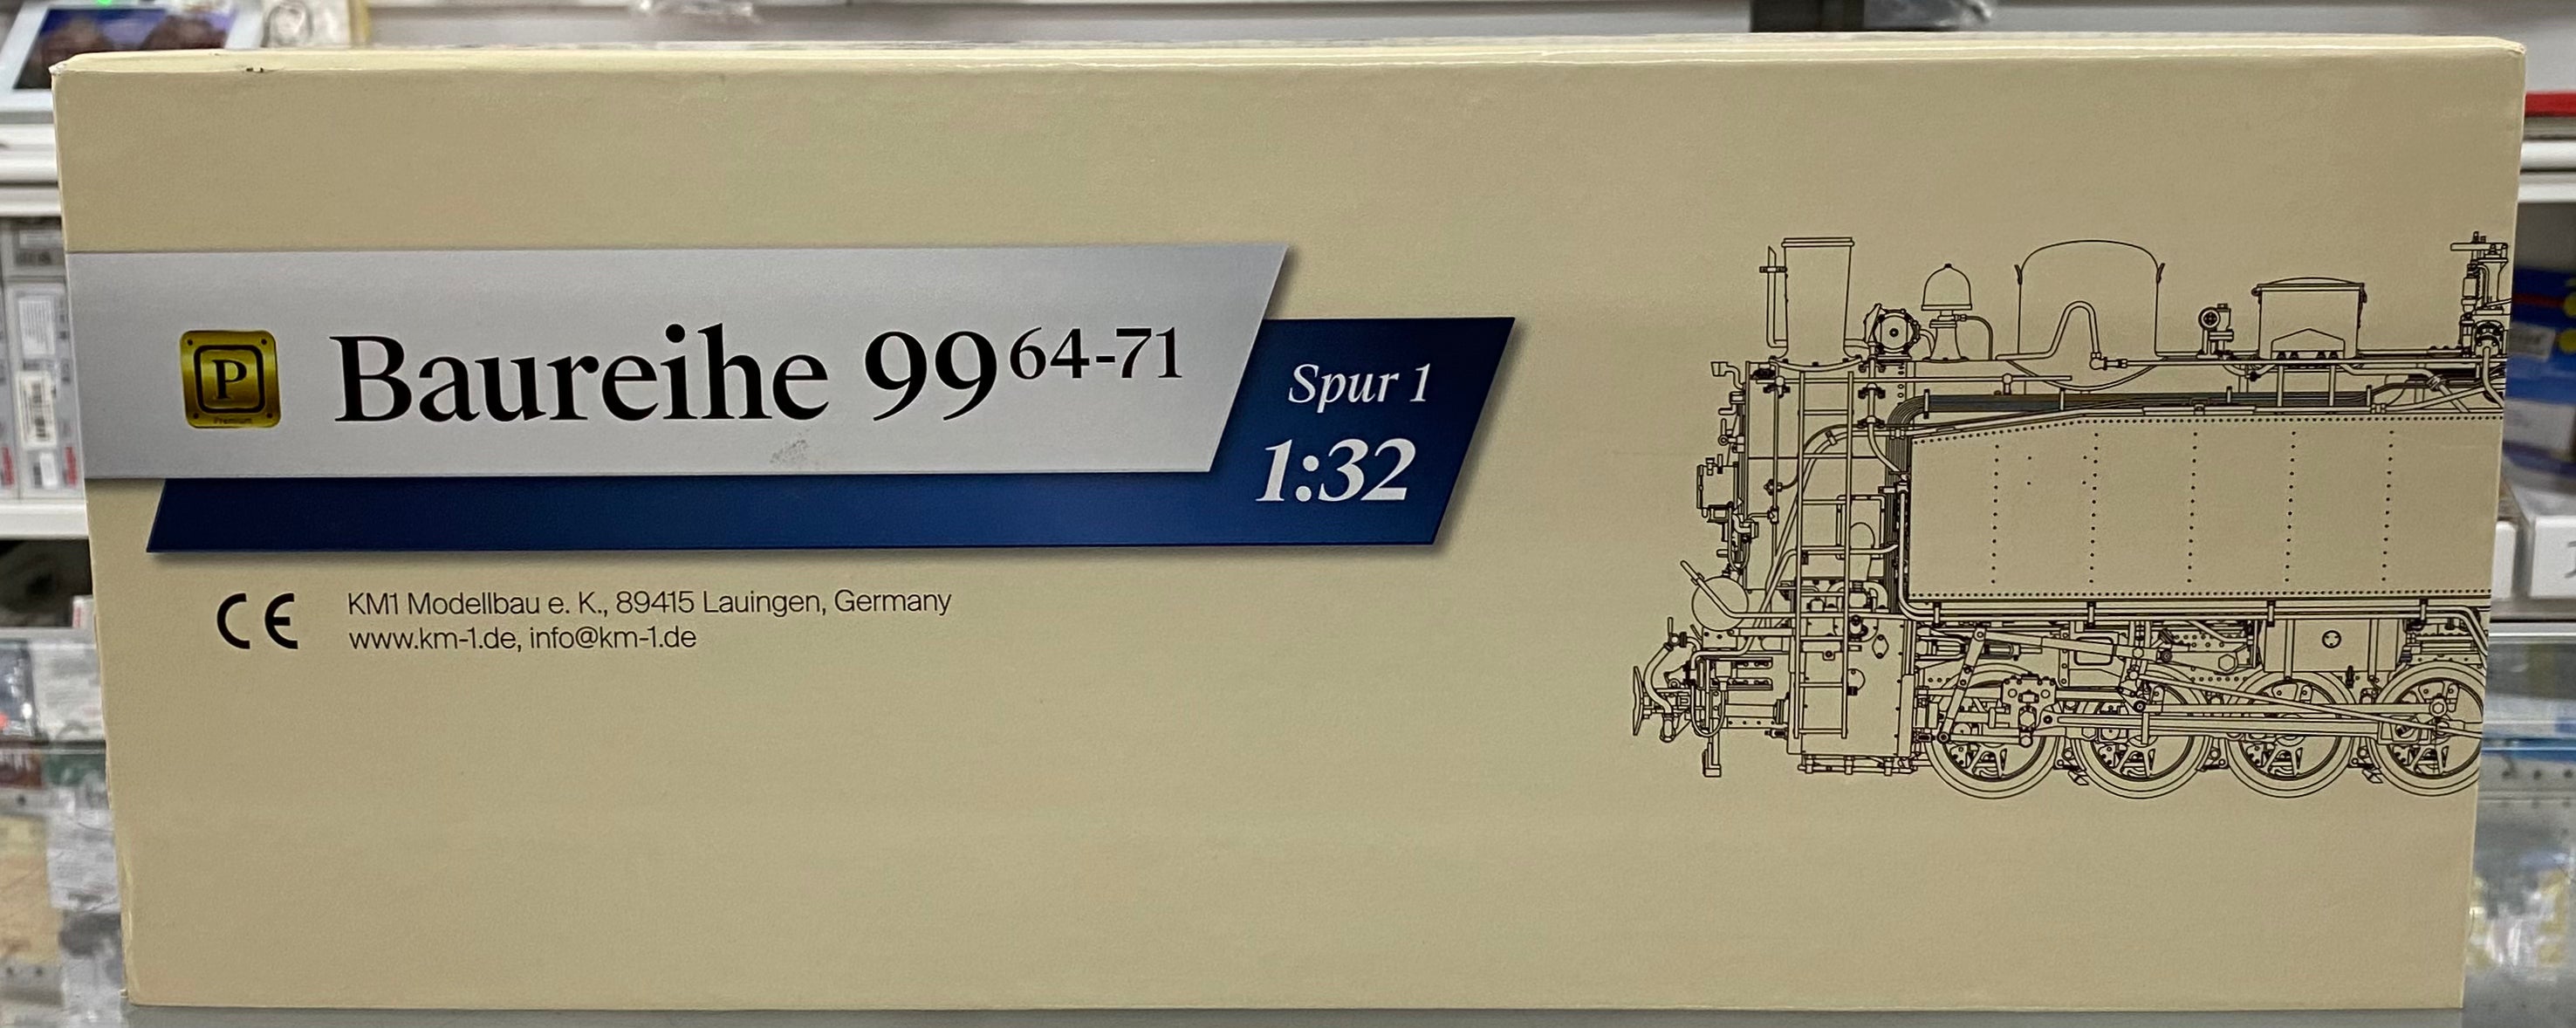 P
Premium
Baureihe 99 64-71
Spur 1
1:32
CE
KM1 Modellbau e. K., 89415 Lauingen, Germany
www.km-1.de, info@km-1.de